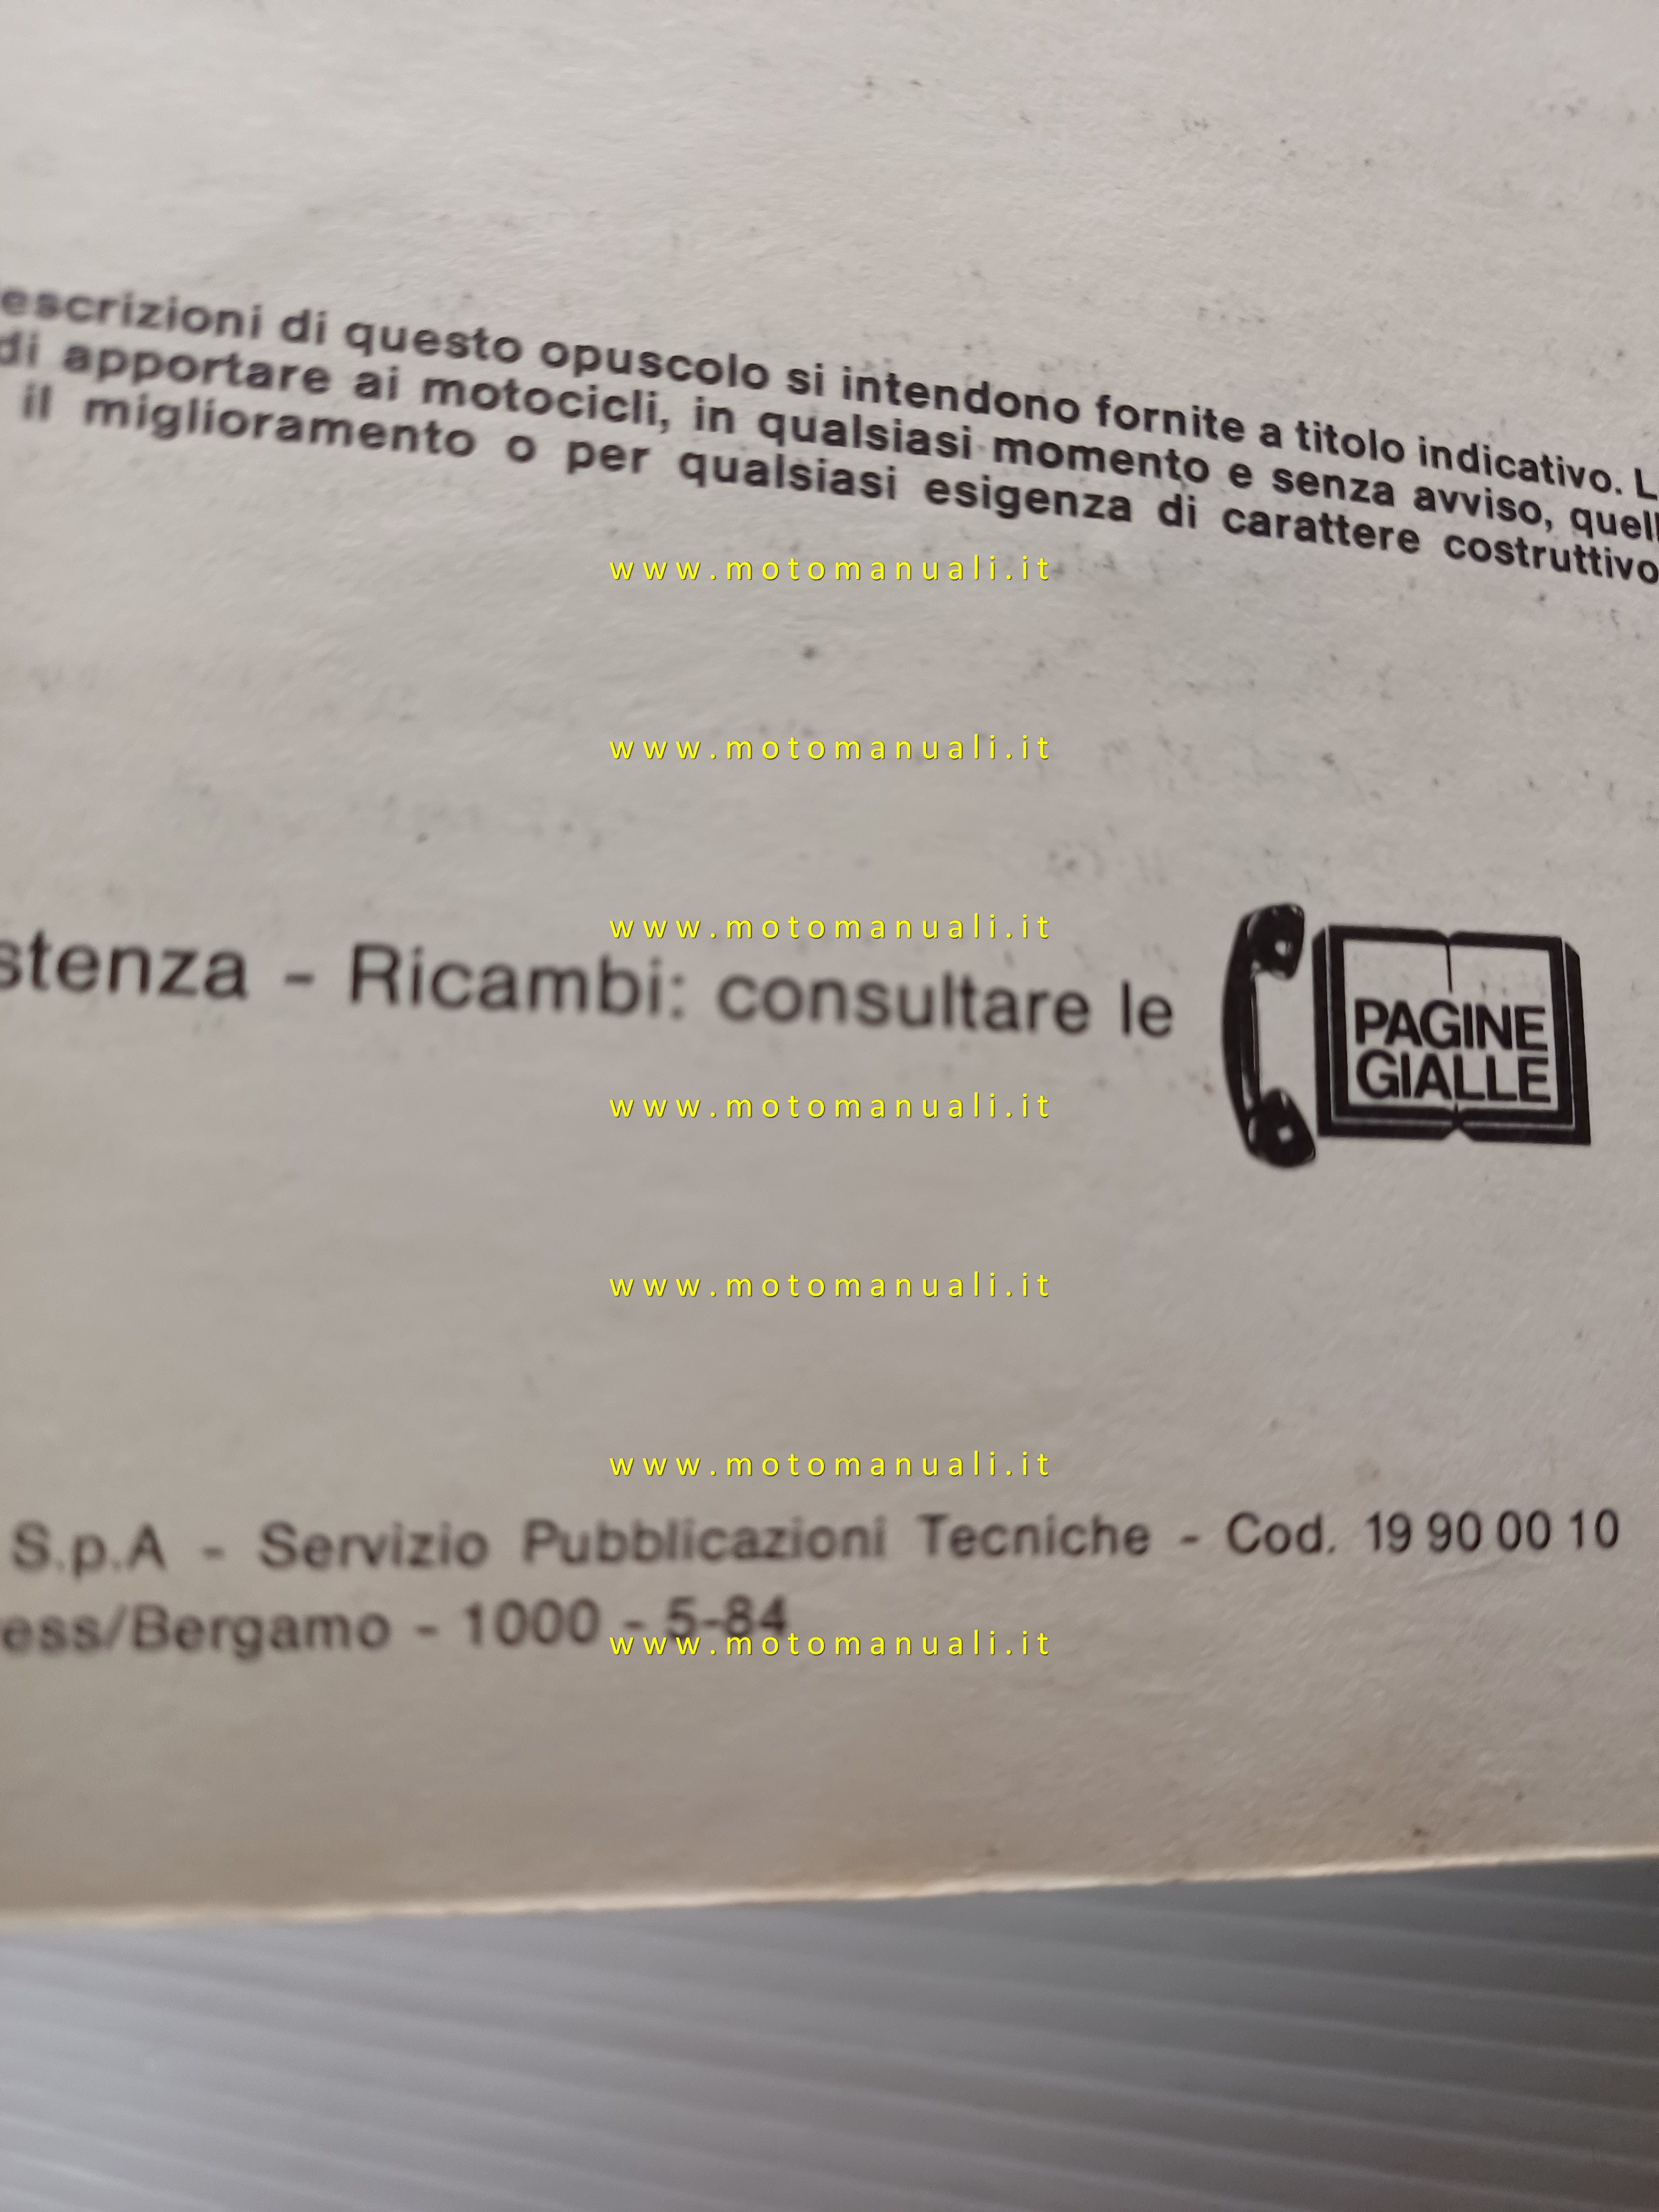 escrizioni di questo opuscolo si intendono fornite a titolo indicativo. L
di apportare ai motocicli, in qualsiasi momento e senza avviso, quell
il miglioramento o per qualsiasi esigenza di carattere costruttivo
www.motomanuali.it
www.motomanuali.it
www.motomanuali.it
stenza - Ricambi: consultare le
PAGINE
GIALLE
www.motomanuali.it
www.motomanuali.it
www.motomanuali.it
S.p.A - Servizio Pubblicazioni Tecniche - Cod. 19 90 00 10
ess/Bergamo - 1000 - 5-84
www.motomanuali.it